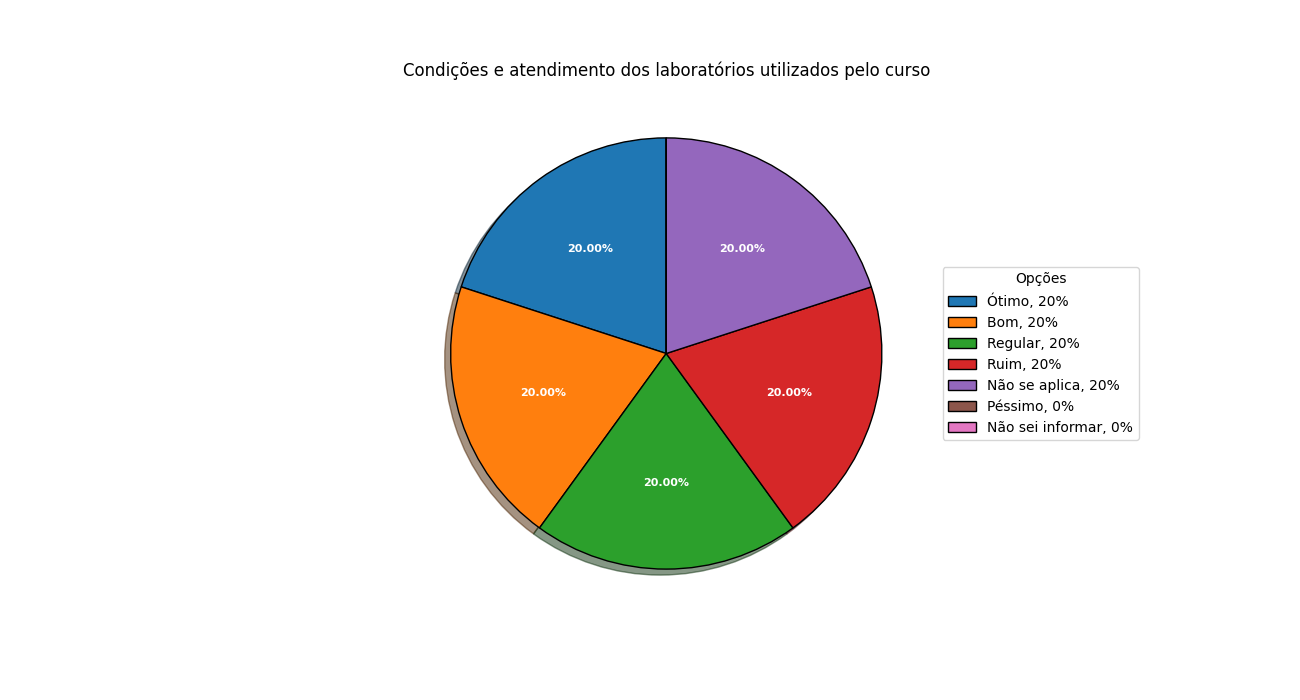 Condições e atendimento dos laboratórios utilizados pelo curso
20.00%
20.00%
20.00%
20.00%
20.00%
Opções
Ótimo, 20%
Bom, 20%
Regular, 20%
Ruim, 20%
Não se aplica, 20%
Péssimo, 0%
Não sei informar, 0%